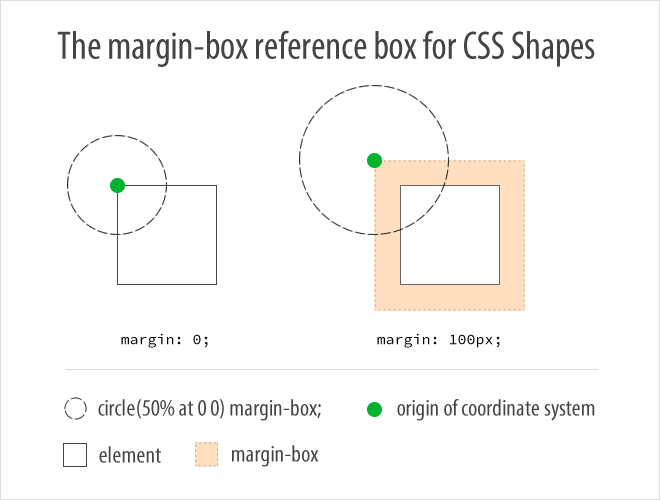 The margin-box reference box for CSS Shapes
margin: 0;
margin: 100px;
circle(50% at 0 0) margin-box;
origin of coordinate system
element
margin-box